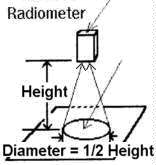 Radiometer
Height
Diameter = 1/2 Height